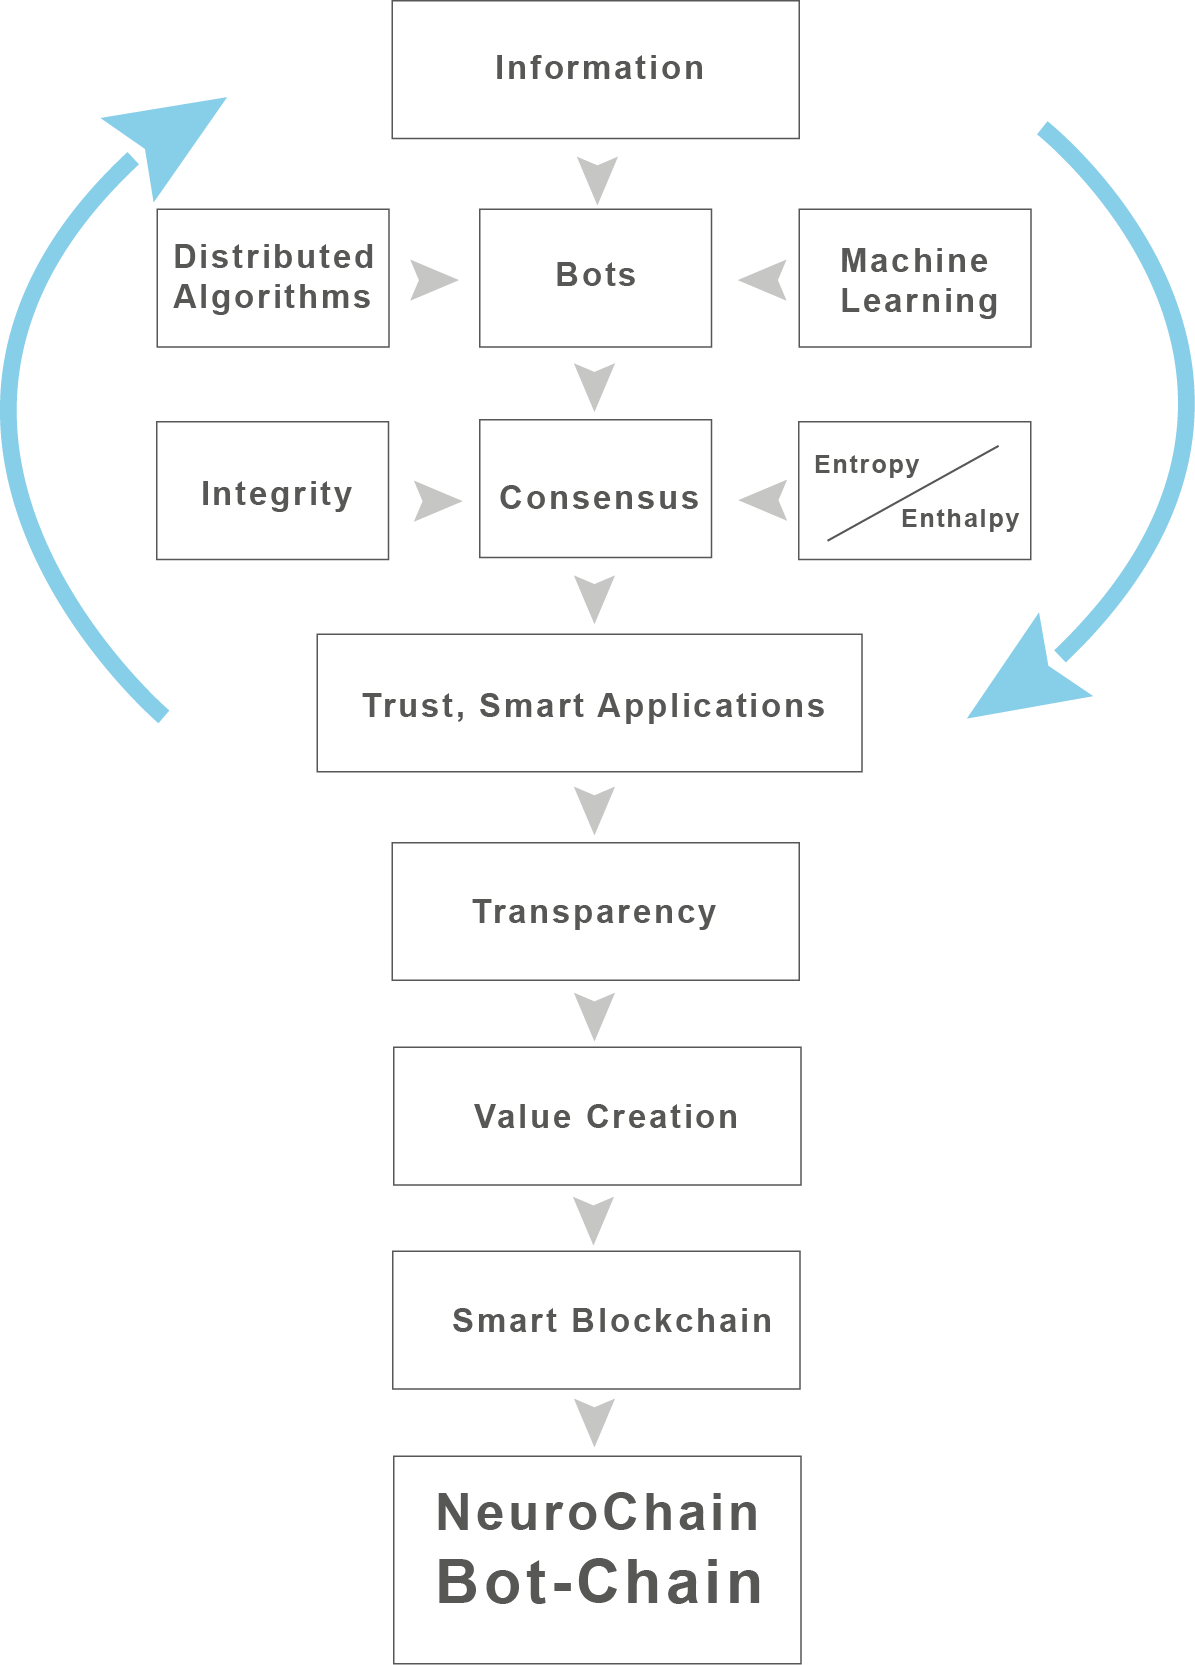 Information
Distributed
Algorithms
Bots
Machine
Learning
Integrity
Consensus
Entropy
Enthalpy
Trust, Smart Applications
Transparency
Value Creation
Smart Blockchain
NeuroChain
Bot-Chain